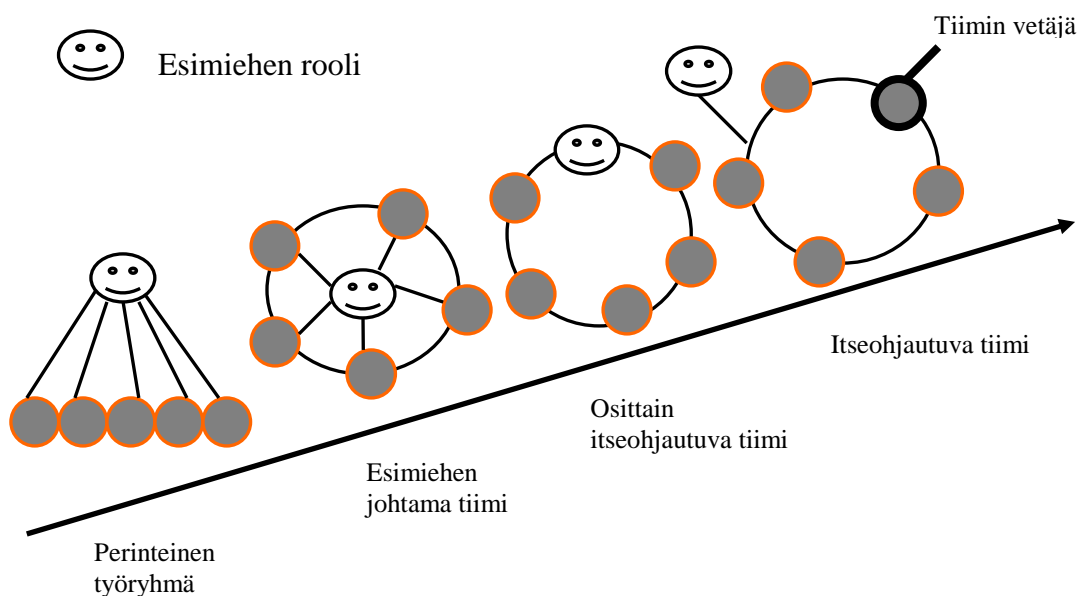 Tiimin vetäjä
Esimiehen rooli
Itseohjautuva tiimi
Osittain
itseohjautuva tiimi
Esimiehen
johtama tiimi
Perinteinen
työryhmä